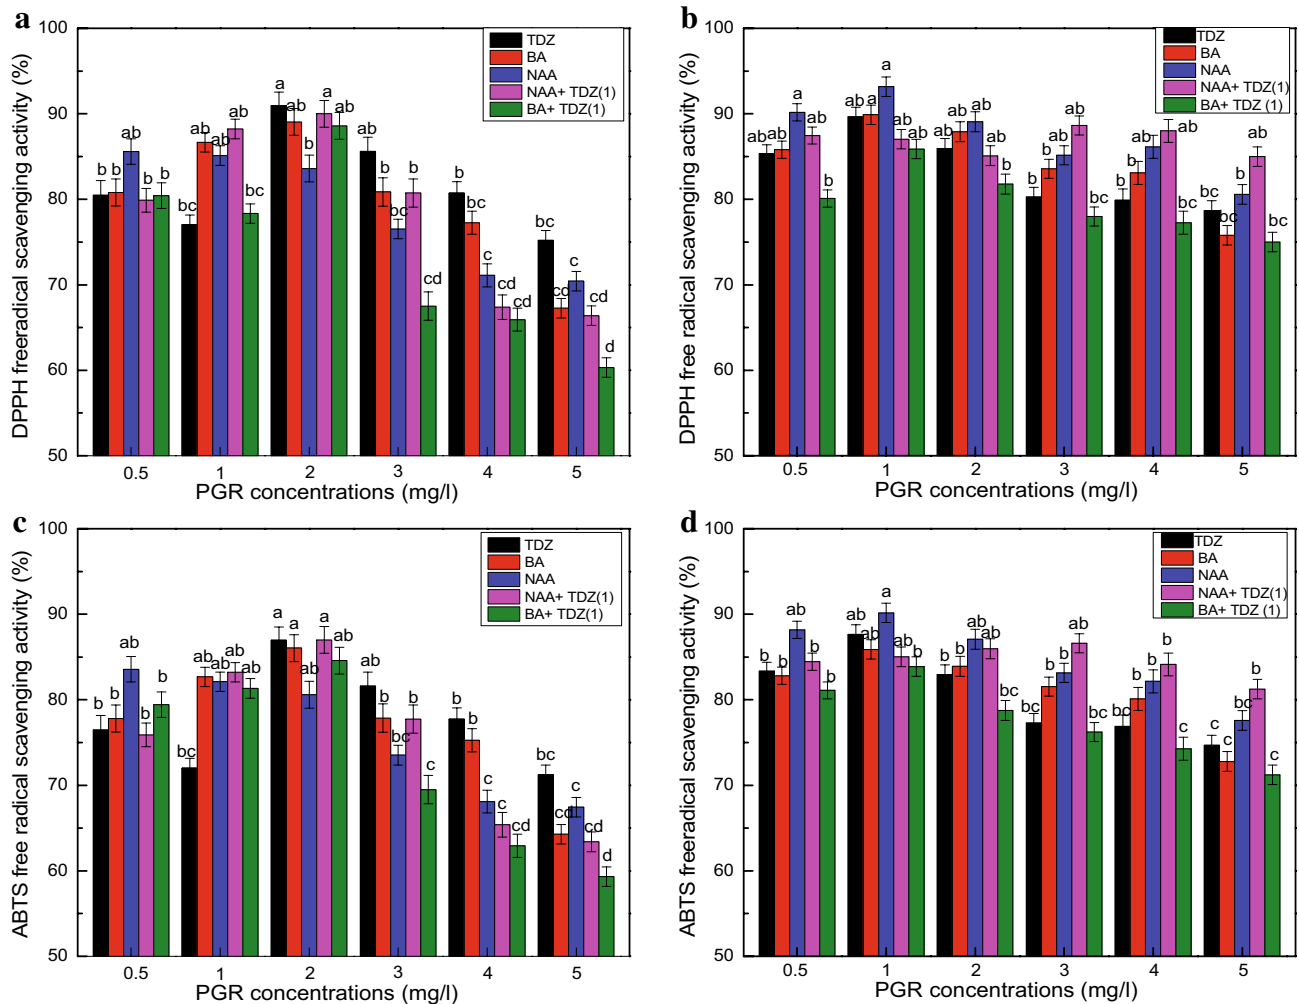 a
DPPH freeradical scavenging activity (%)
100
90
80
70
60
50
TDZ
BA
NAA
NAA+ TDZ(1)
BA+ TDZ(1)
b b ab b b
bc ab ab ab bc
a ab b a ab
b b bc b cd
b b c cd cd
bc cd c cd d
0.5 1 2 3 4 5
PGR concentrations (mg/l)
b
DPPH free radical scavenging activity (%)
100
90
80
70
60
50
TDZ
BA
NAA
NAA+ TDZ(1)
BA+ TDZ (1)
ab ab a ab b
ab a a ab ab
ab ab ab ab b
bc b ab ab bc
bc b ab ab bc
bc bc b ab bc
0.5 1 2 3 4 5
PGR concentrations (mg/l)
c
ABTS free radical scavenging activity (%)
100
90
80
70
60
50
TDZ
BA
NAA
NAA+ TDZ(1)
BA+ TDZ(1)
b b ab b b
bc ab ab ab ab
a a ab a ab
b b bc b c
b b c c cd
bc cd c cd d
0.5 1 2 3 4 5
PGR concentrations (mg/l)
d
ABTS freeradical scavenging activity (%)
100
90
80
70
60
50
TDZ
BA
NAA
NAA+ TDZ(1)
BA+ TDZ (1)
b b ab b b
ab ab a ab b
b b ab ab bc
bc b b ab bc
bc b b b c
c c bc b c
0.5 1 2 3 4 5
PGR concentrations (mg/l)